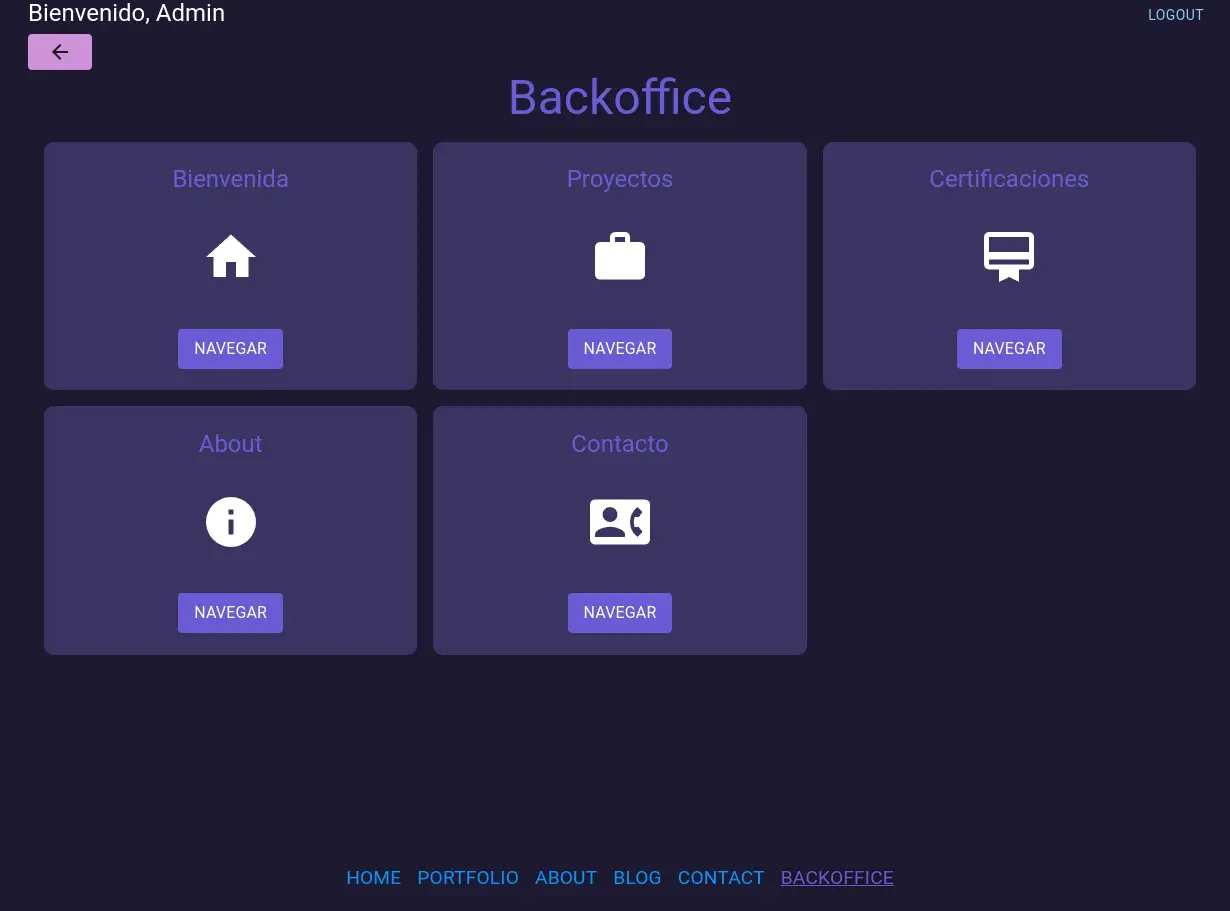 Bienvenido, Admin
LOGOUT
Backoffice
Bienvenida
NAVEGAR
Proyectos
NAVEGAR
Certificaciones
NAVEGAR
About
NAVEGAR
Contacto
NAVEGAR
HOME PORTFOLIO ABOUT BLOG CONTACT BACKOFFICE